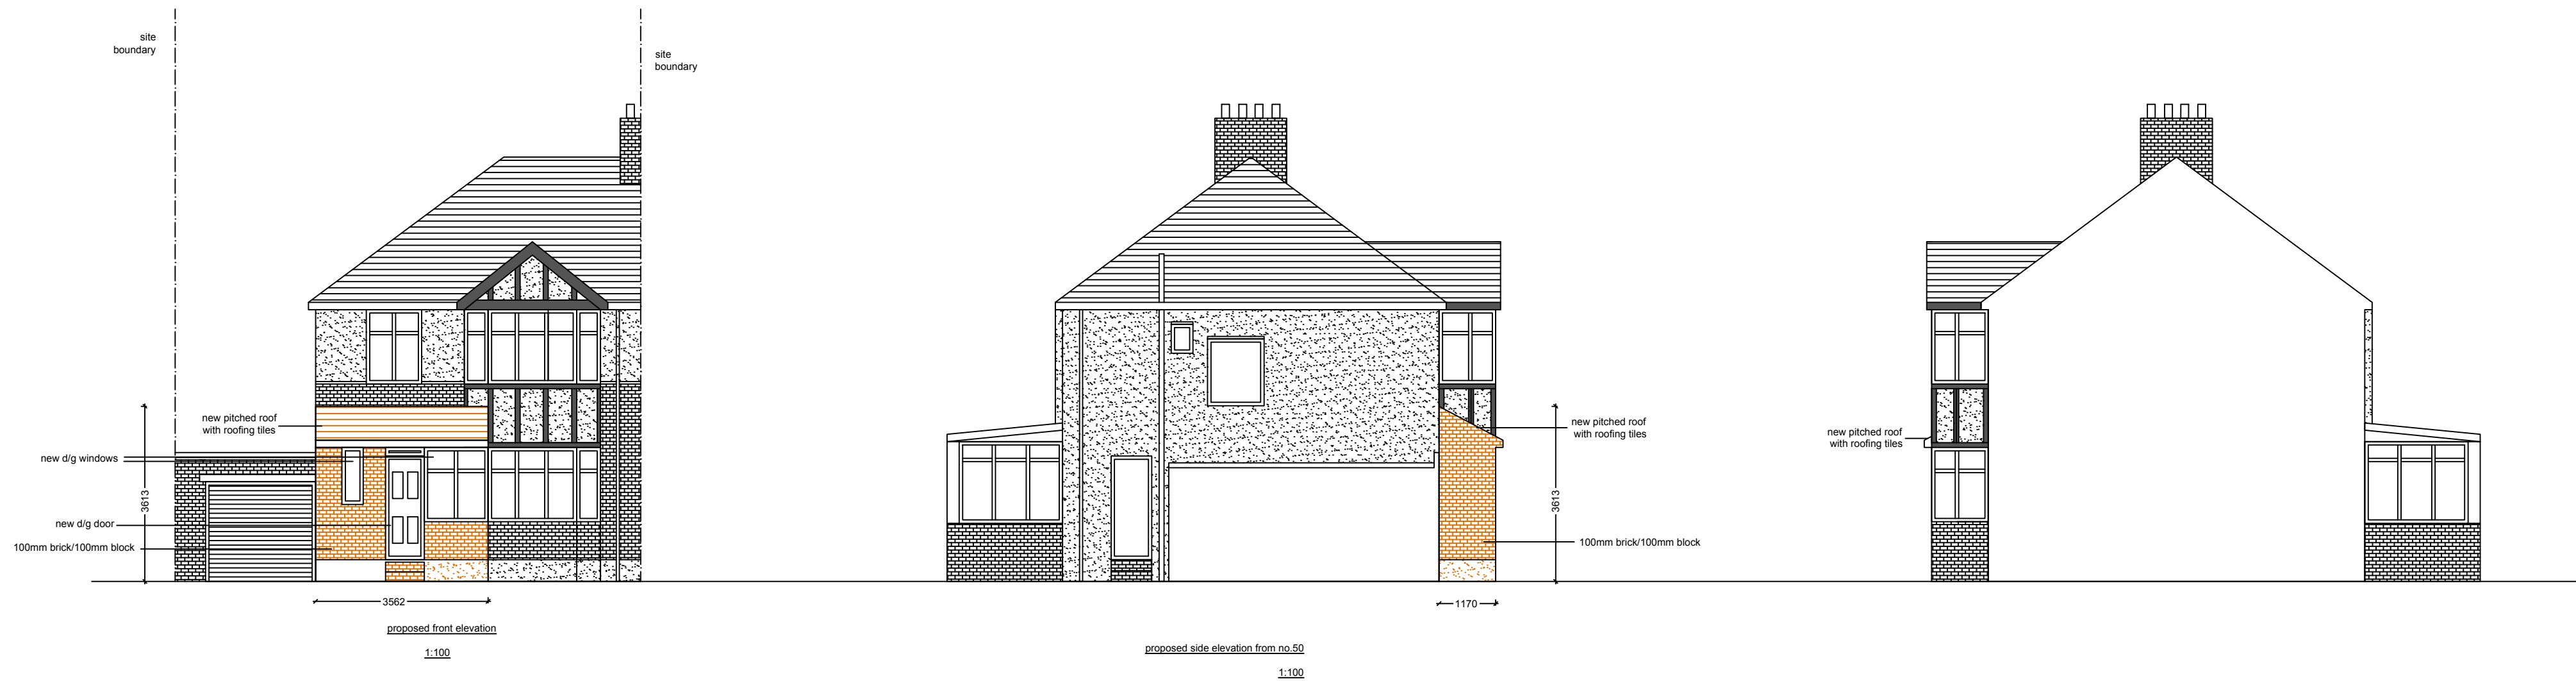 site
boundary
site
boundary
new pitched roof
with roofing tiles
new d/g windows
3613
new d/g door
100mm brick/100mm block
3562
proposed front elevation
1:100
new pitched roof
with roofing tiles
3613
100mm brick/100mm block
1170
proposed side elevation from no.50
1:100
new pitched roof
with roofing tiles